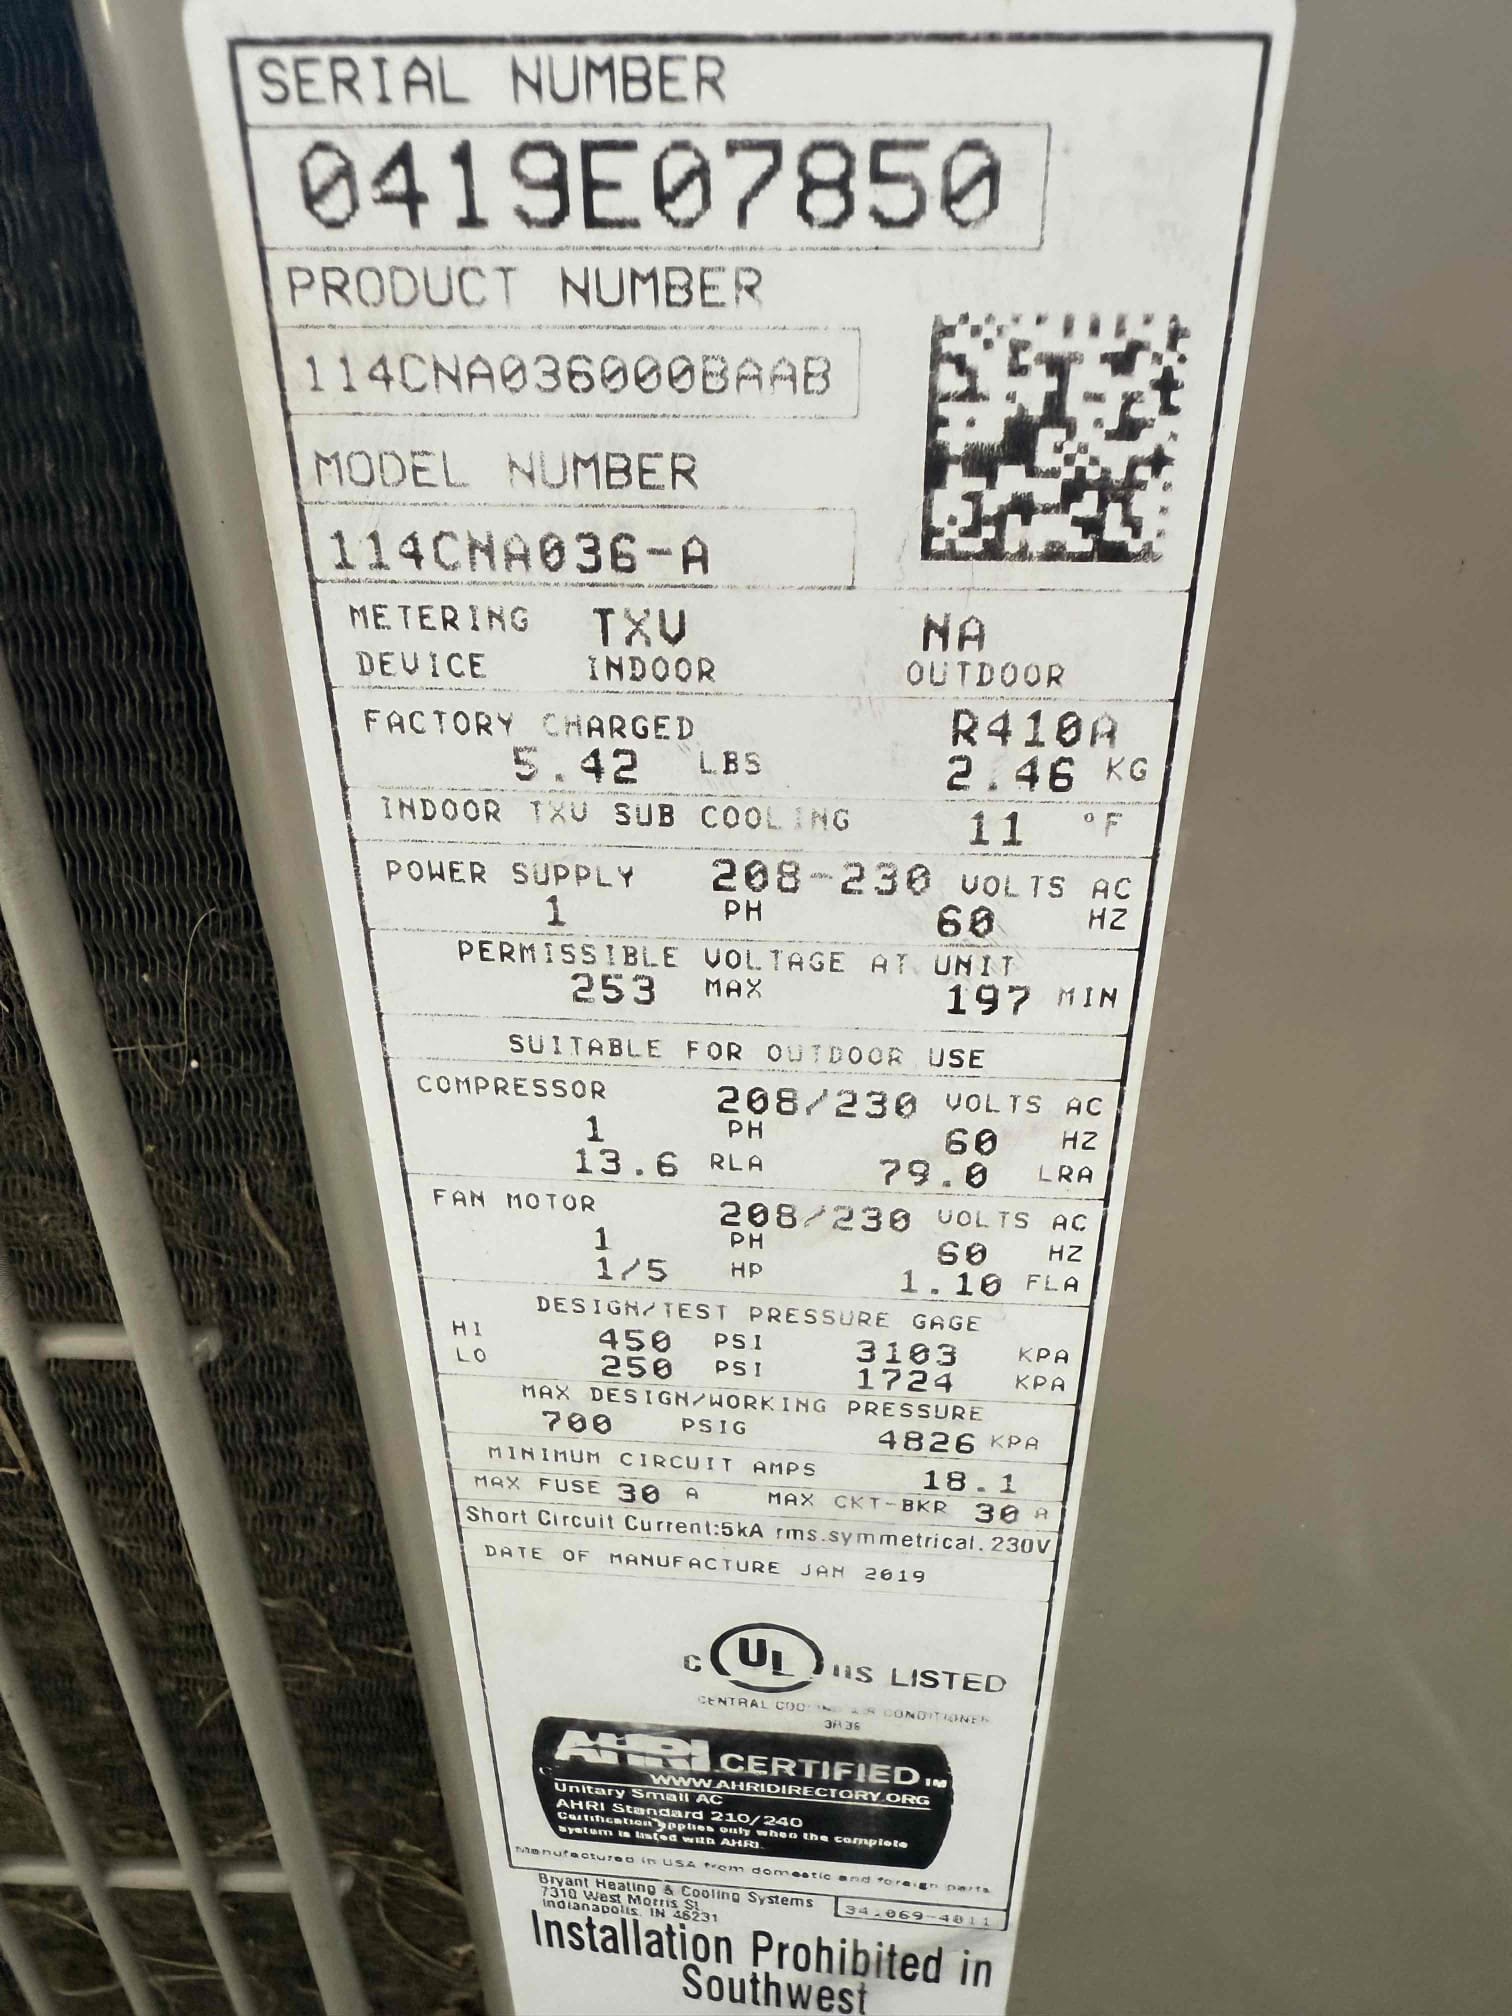 SERIAL NUMBER
0419E07850
PRODUCT NUMBER
114CNA036000BAAB
MODEL NUMBER
114CNA036-A
METERING TXV NA
DEVICE INDOOR OUTDOOR
FACTORY CHARGED R410A
5.42 LBS 2.46 KG
INDOOR TXV SUB COOLING 11 °F
POWER SUPPLY 208-230 VOLTS AC
1 PH 60 HZ
PERMISSIBLE VOLTAGE AT UNIT
253 MAX 197 MIN
SUITABLE FOR OUTDOOR USE
COMPRESSOR 208/230 VOLTS AC
1 PH 60 HZ
13.6 RLA 79.0 LRA
FAN MOTOR 208/230 VOLTS AC
1 PH 60 HZ
1/5 HP 1.10 FLA
DESIGN/TEST PRESSURE GAGE
HI 450 PSI 3103 KPA
LO 250 PSI 1724 KPA
MAX DESIGN/WORKING PRESSURE
700 PSIG 4826 KPA
MINIMUM CIRCUIT AMPS 18.1
MAX FUSE 30 A MAX CKT-BKR 30 A
Short Circuit Current:5kA rms.symmetrical, 230V
DATE OF MANUFACTURE JAN 2019
C UL US LISTED
CENTRAL COOLING AIR CONDITIONER
AHRI CERTIFIED TM
WWW.AHRIDIRECTORY.ORG
Unitary Small AC
AHRI Standard 210/240
Certification applies only when the complete
system is listed with AHRI.
Manufactured in USA from domestic and foreign parts
Bryant Heating & Cooling Systems
7310 West Morris St.
Indianapolis, IN 46231
34.069-4011
Installation Prohibited in
Southwest